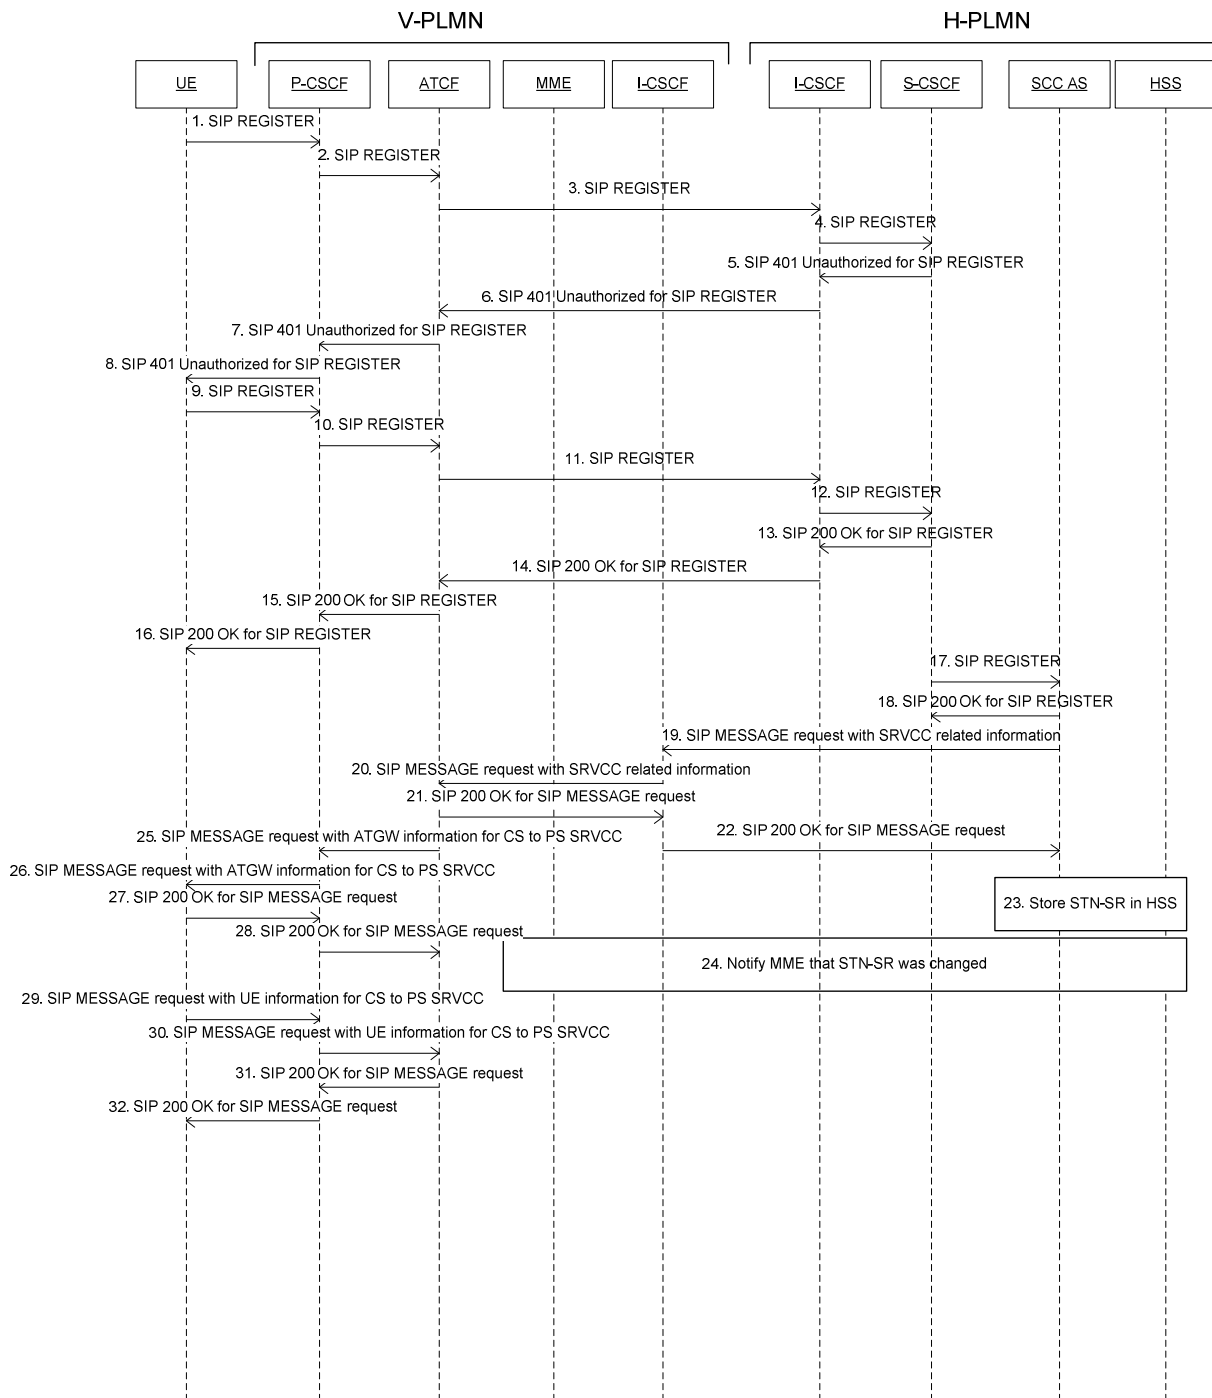 V-PLMN
H-PLMN
UE
P-CSCF
ATCF
MME
I-CSCF
I-CSCF
S-CSCF
SCC AS
HSS
1. SIP REGISTER
2. SIP REGISTER
3. SIP REGISTER
4. SIP REGISTER
5. SIP 401 Unauthorized for SIP REGISTER
6. SIP 401 Unauthorized for SIP REGISTER
7. SIP 401 Unauthorized for SIP REGISTER
8. SIP 401 Unauthorized for SIP REGISTER
9. SIP REGISTER
10. SIP REGISTER
11. SIP REGISTER
12. SIP REGISTER
13. SIP 200 OK for SIP REGISTER
14. SIP 200 OK for SIP REGISTER
15. SIP 200 OK for SIP REGISTER
16. SIP 200 OK for SIP REGISTER
17. SIP REGISTER
18. SIP 200 OK for SIP REGISTER
19. SIP MESSAGE request with SRVCC related information
20. SIP MESSAGE request with SRVCC related information
21. SIP 200 OK for SIP MESSAGE request
22. SIP 200 OK for SIP MESSAGE request
25. SIP MESSAGE request with ATGW information for CS to PS SRVCC
26. SIP MESSAGE request with ATGW information for CS to PS SRVCC
27. SIP 200 OK for SIP MESSAGE request
23. Store STN-SR in HSS
28. SIP 200 OK for SIP MESSAGE request
24. Notify MME that STN-SR was changed
29. SIP MESSAGE request with UE information for CS to PS SRVCC
30. SIP MESSAGE request with UE information for CS to PS SRVCC
31. SIP 200 OK for SIP MESSAGE request
32. SIP 200 OK for SIP MESSAGE request